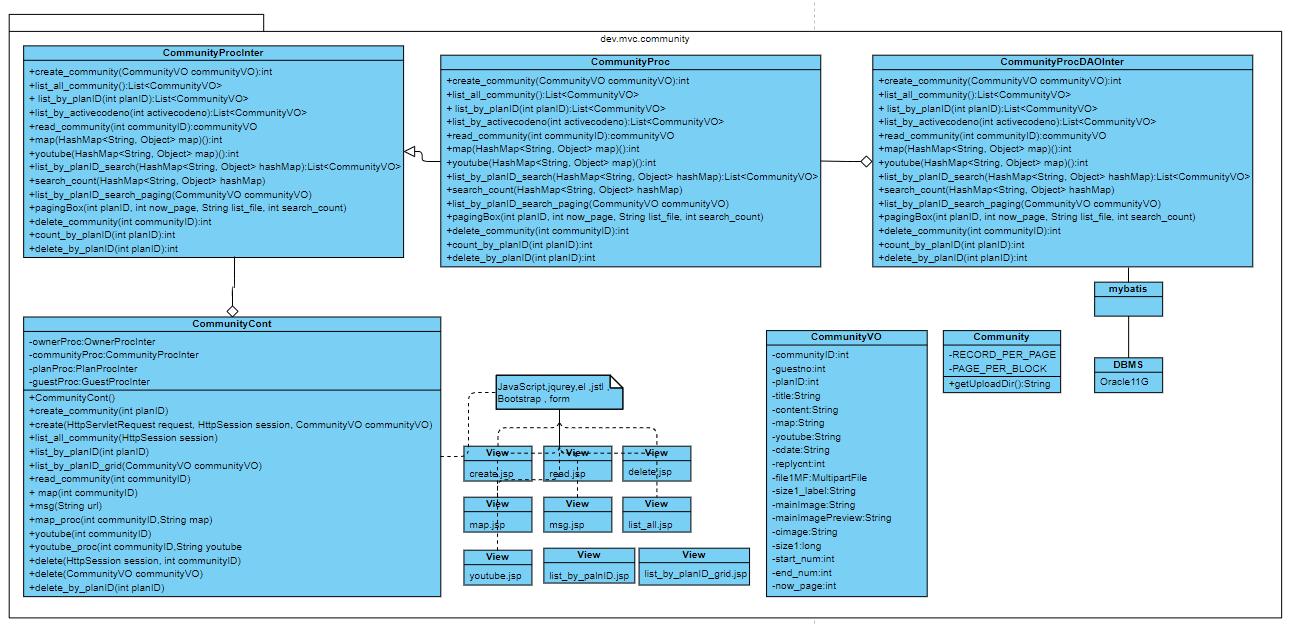 dev.mvc.community
CommunityProcInter
+create_community(CommunityVO communityVO):int
+list_all_community():List<CommunityVO>
+ list_by_planID(int planID):List<CommunityVO>
+list_by_activecodeno(int activecodeno):List<CommunityVO>
+read_community(int communityID):communityVO
+map(HashMap<String, Object> map)():int
+youtube(HashMap<String, Object> map)():int
+list_by_planID_search(HashMap<String, Object> hashMap):List<CommunityVO>
+search_count(HashMap<String, Object> hashMap)
+list_by_planID_search_paging(CommunityVO communityVO)
+pagingBox(int planID, int now_page, String list_file, int search_count)
+delete_community(int communityID):int
+count_by_planID(int planID):int
+delete_by_planID(int planID):int
CommunityProc
+create_community(CommunityVO communityVO):int
+list_all_community():List<CommunityVO>
+ list_by_planID(int planID):List<CommunityVO>
+list_by_activecodeno(int activecodeno):List<CommunityVO>
+read_community(int communityID):communityVO
+map(HashMap<String, Object> map)():int
+youtube(HashMap<String, Object> map)():int
+list_by_planID_search(HashMap<String, Object> hashMap):List<CommunityVO>
+search_count(HashMap<String, Object> hashMap)
+list_by_planID_search_paging(CommunityVO communityVO)
+pagingBox(int planID, int now_page, String list_file, int search_count)
+delete_community(int communityID):int
+count_by_planID(int planID):int
+delete_by_planID(int planID):int
CommunityProcDAOInter
+create_community(CommunityVO communityVO):int
+list_all_community():List<CommunityVO>
+ list_by_planID(int planID):List<CommunityVO>
+list_by_activecodeno(int activecodeno):List<CommunityVO>
+read_community(int communityID):communityVO
+map(HashMap<String, Object> map)():int
+youtube(HashMap<String, Object> map)():int
+list_by_planID_search(HashMap<String, Object> hashMap):List<CommunityVO>
+search_count(HashMap<String, Object> hashMap)
+list_by_planID_search_paging(CommunityVO communityVO)
+pagingBox(int planID, int now_page, String list_file, int search_count)
+delete_community(int communityID):int
+count_by_planID(int planID):int
+delete_by_planID(int planID):int
mybatis
DBMS
Oracle11G
CommunityCont
-ownerProc:OwnerProcInter
-communityProc:CommunityProcInter
-planProc:PlanProcInter
-guestProc:GuestProcInter
+CommunityCont()
+create_community(int planID)
+create(HttpServletRequest request, HttpSession session, CommunityVO communityVO)
+list_all_community(HttpSession session)
+list_by_planID(int planID)
+list_by_planID_grid(CommunityVO communityVO)
+read_community(int communityID)
+ map(int communityID)
+msg(String url)
+map_proc(int communityID,String map)
+youtube(int communityID)
+youtube_proc(int communityID,String youtube
+delete(HttpSession session, int communityID)
+delete(CommunityVO communityVO)
+delete_by_planID(int planID)
JavaScript,jqurey,el ,jstl ,
Bootstrap , form
View
create.jsp
View
read.jsp
View
delete.jsp
View
map.jsp
View
msg.jsp
View
list_all.jsp
View
youtube.jsp
View
list_by_palnID.jsp
View
list_by_planID_grid.jsp
CommunityVO
-communityID:int
-guestno:int
-planID:int
-title:String
-content:String
-map:String
-youtube:String
-cdate:String
-replycnt:int
-file1MF:MultipartFile
-size1_label:String
-mainImage:String
-mainImagePreview:String
-cimage:String
-size1:long
-start_num:int
-end_num:int
-now_page:int
Community
-RECORD_PER_PAGE
-PAGE_PER_BLOCK
+getUploadDir():String